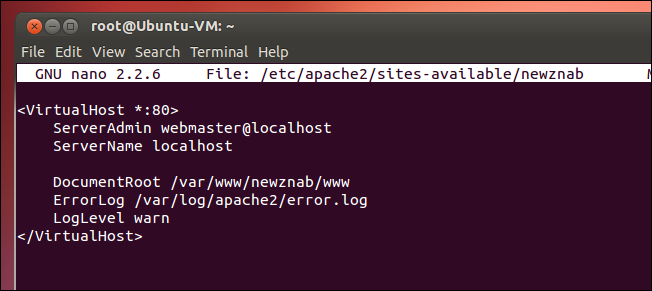 root@Ubuntu-VM: ~
File Edit View Search Terminal Help
GNU nano 2.2.6 File: /etc/apache2/sites-available/newznab M
<VirtualHost *:80>
ServerAdmin webmaster@localhost
ServerName localhost
DocumentRoot /var/www/newznab/www
ErrorLog /var/log/apache2/error.log
LogLevel warn
</VirtualHost>